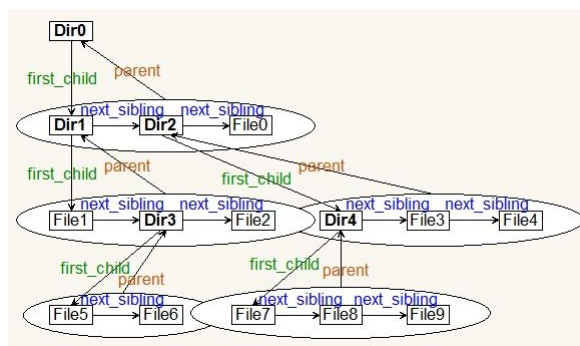 Dir0
first_child parent
next_sibling next_sibling
Dir1 Dir2 File0
first_child parent first_child parent
next_sibling next_sibling next_sibling next_sibling
File1 Dir3 File2 Dir4 File3 File4
first_child parent first_child parent
next_sibling next_sibling next_sibling
File5 File6 File7 File8 File9